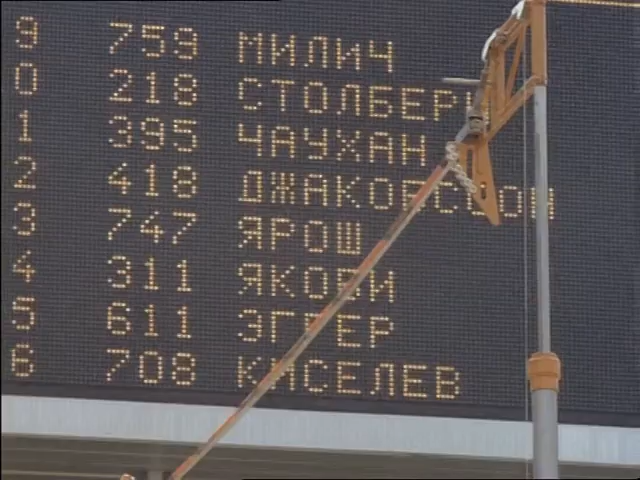 9 759 МИЛИЧ
0 218 СТОЛБЕР
1 395 ЧАУХАН
2 418 ДЖАКОБСОН
3 747 ЯРОШ
4 311 ЯКОБИ
5 611 ЭГГЕР
6 708 КИСЕЛЕВ